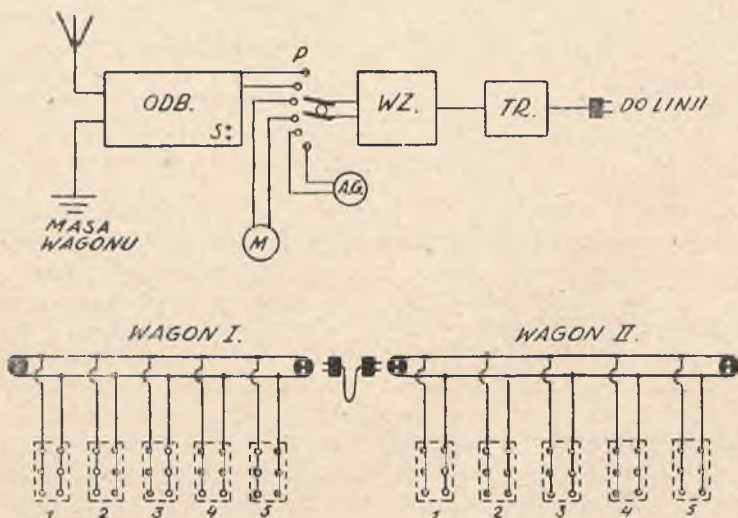 P
ODB.
S:
WZ.
TR.
DO LINJI
A.G.
M
MASA
WAGONU
WAGON I.
WAGON II.
1 2 3 4 5
1 2 3 4 5